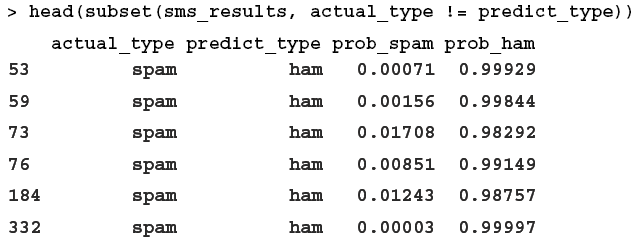 > head(subset(sms_results, actual_type != predict_type))
actual_type predict_type prob_spam prob_ham
53 spam ham 0.00071 0.99929
59 spam ham 0.00156 0.99844
73 spam ham 0.01708 0.98292
76 spam ham 0.00851 0.99149
184 spam ham 0.01243 0.98757
332 spam ham 0.00003 0.99997